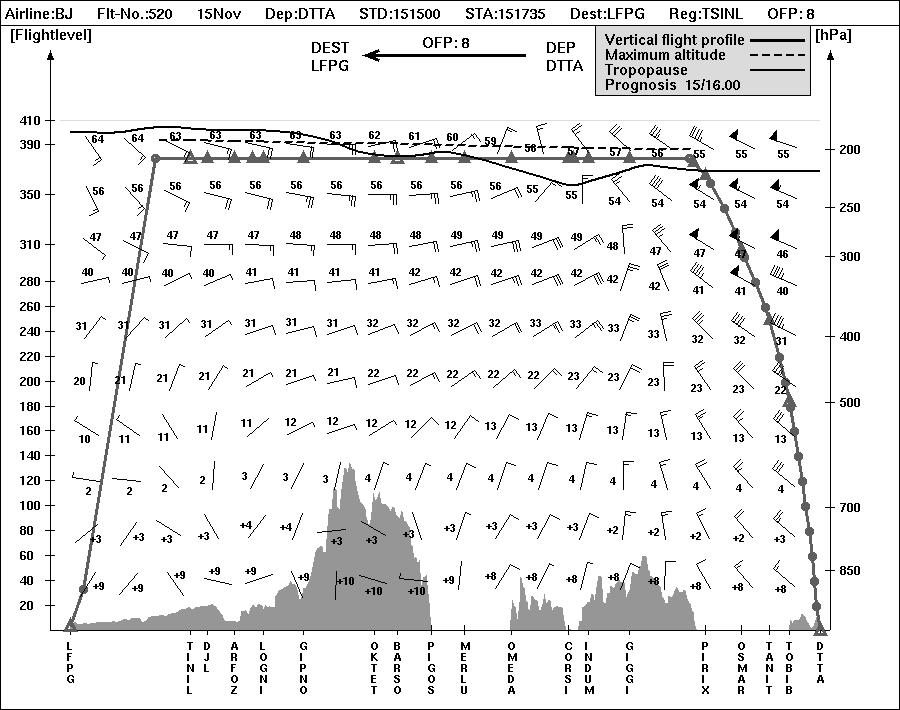 Airline:BJ Flt-No.:520 15Nov Dep:DTTA STD:151500 STA:151735 Dest:LFPG Reg:TSINL OFP: 8
[Flightlevel] [hPa]
DEST OFP: 8 DEP
LFPG DTTA
Vertical flight profile
Maximum altitude
Tropopause
Prognosis 15/16.00
410
64 64 63 63 63 63 63 62 61 60 59 58 57 57 56 55 55 55
390
200
56 56 56 56 56 56 56 56 56 56 56 55 55 54 55 54 54 54
350
250
47 47 47 47 47 48 48 48 48 49 49 49 49 48 47 47 47 46
310
300
40 40 40 40 41 41 41 41 42 42 42 42 42 42 42 41 41 40
280
260
31 31 31 31 31 31 31 32 32 32 32 33 33 33 33 32 32 31
240
400
220
20 21 21 21 21 21 21 22 22 22 22 22 23 23 23 23 23 22
200
180
500
10 11 11 11 11 12 12 12 12 12 13 13 13 13 13 13 13 13
160
140
2 2 2 2 3 3 3 4 4 4 4 4 4 4 4 4 4 4
120
100
700
+3 +3 +3 +3 +4 +4 +3 +3 +3 +3 +3 +3 +3 +2 +2 +2 +2 +3
80
60
850
+9 +9 +9 +9 +9 +9 +10 +10 +10 +9 +8 +8 +8 +8 +8 +8 +8 +8
40
20
LFPG TINIL DJL ARFOZ LOGNI GIPNO OKTET BARSO PIGOS MERLU OMEDA CORSI INDUM GIGGI PIRIX OSMAR TANIT TOBIB DTTA